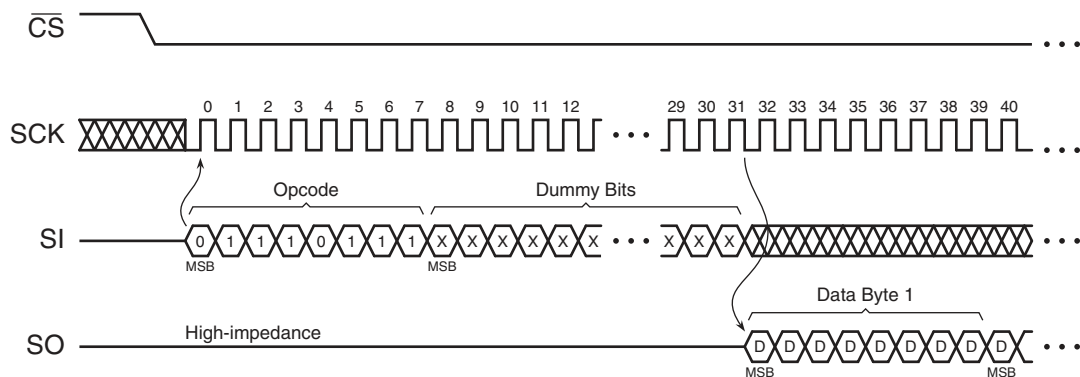 CS
SCK
0 1 2 3 4 5 6 7 8 9 10 11 12 29 30 31 32 33 34 35 36 37 38 39 40
Opcode Dummy Bits
SI 0 1 1 1 0 1 1 1 X X X X X X X X X
MSB MSB
Data Byte 1
High-impedance
SO D D D D D D D D D
MSB MSB